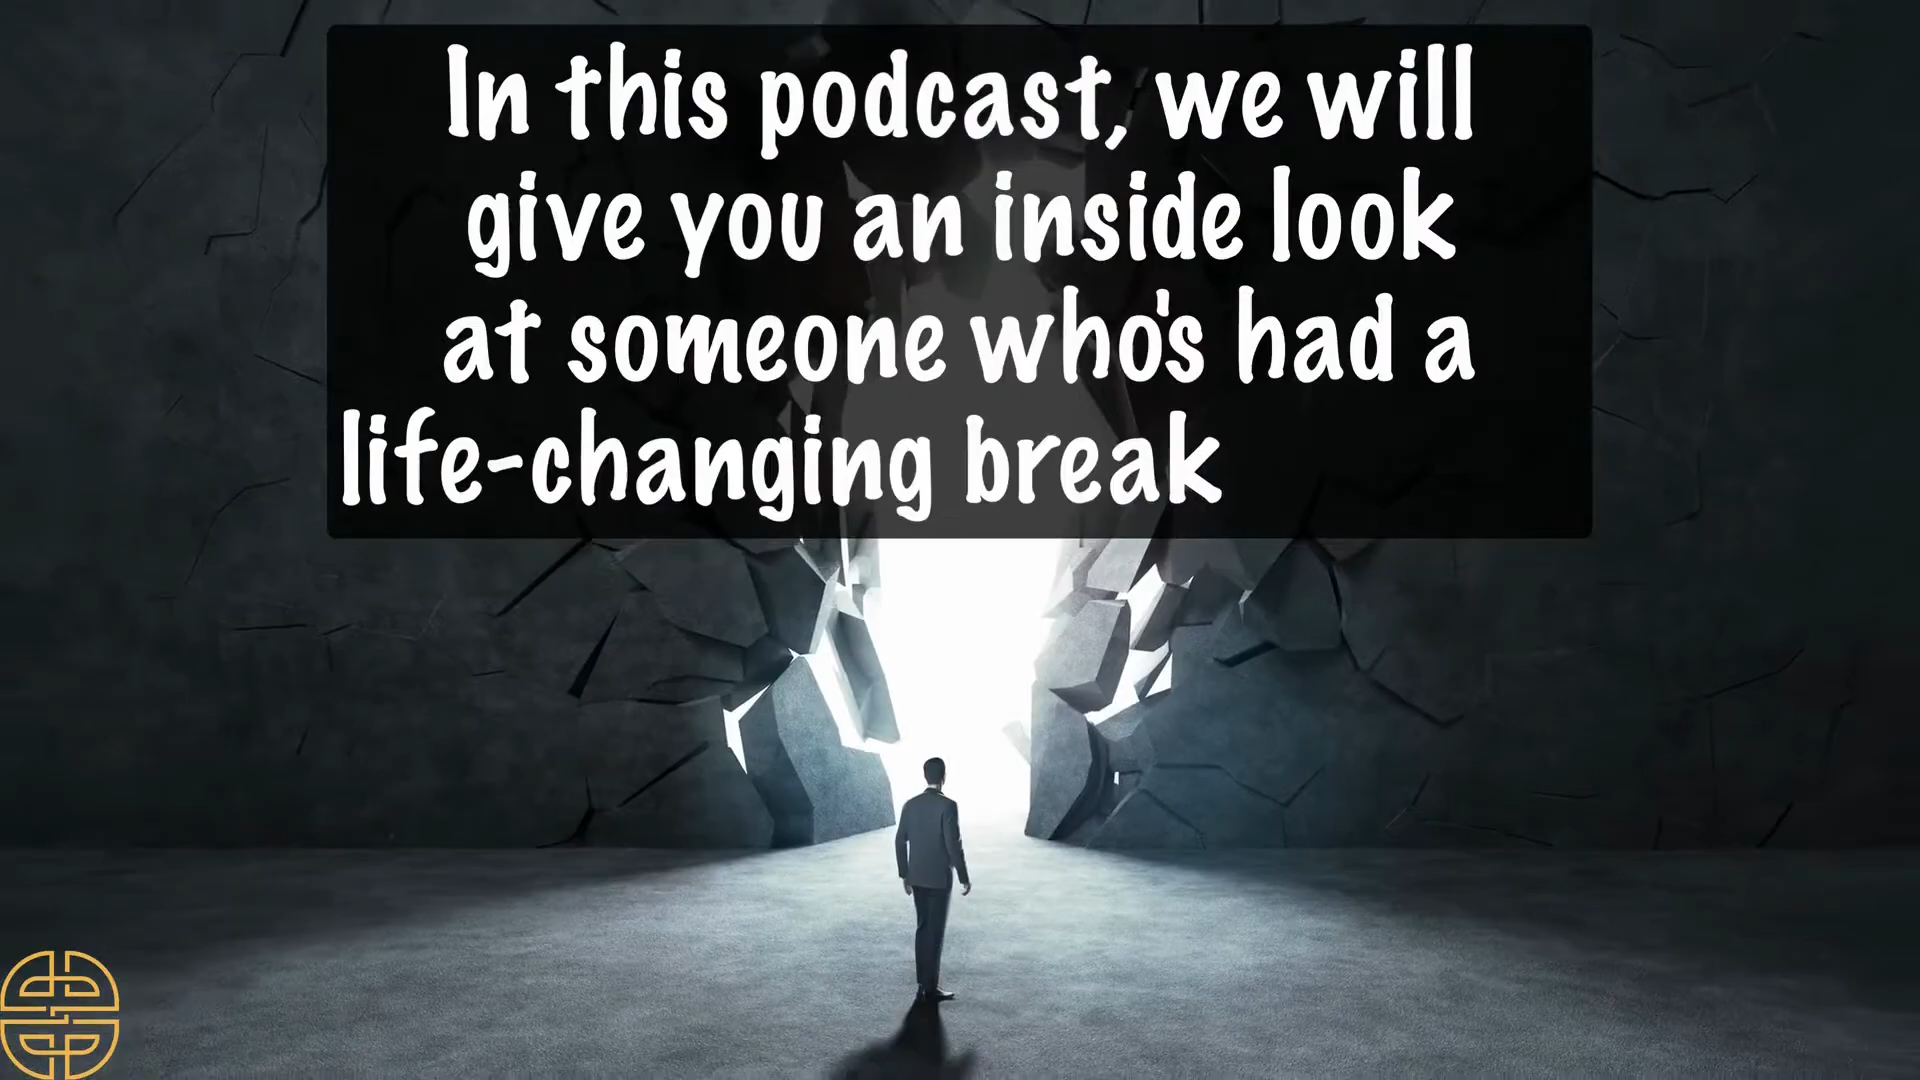 In this podcast, we will
give you an inside look
at someone who's had a
life-changing break